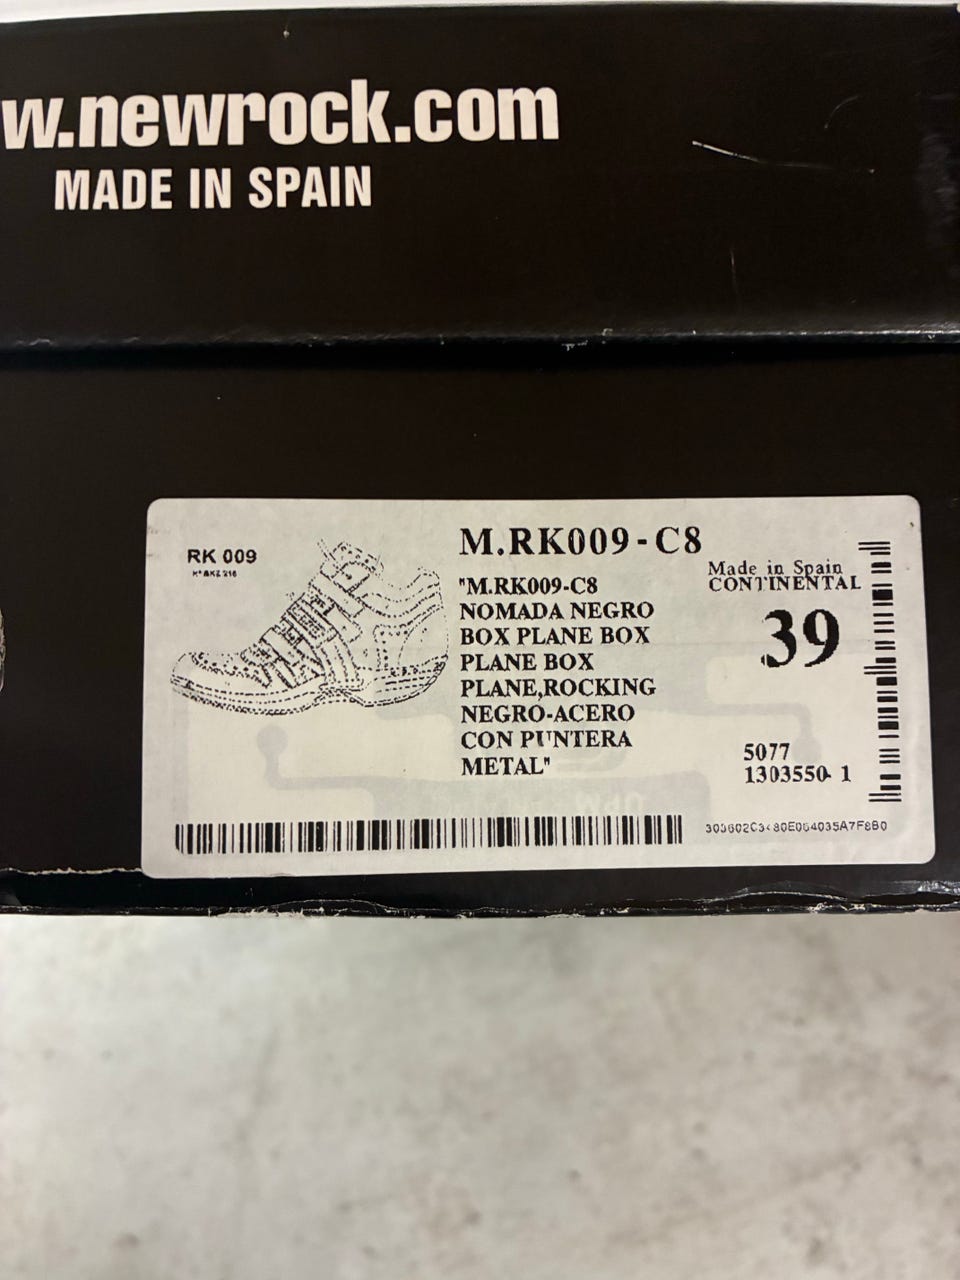 w.newrock.com
MADE IN SPAIN
RK 009
M.RK009-C8
"M.RK009-C8
NOMADA NEGRO
BOX PLANE BOX
PLANE BOX
PLANE,ROCKING
NEGRO-ACERO
CON PUNTERA
METAL"
Made in Spain
CONTINENTAL
39
5077
1303550- 1